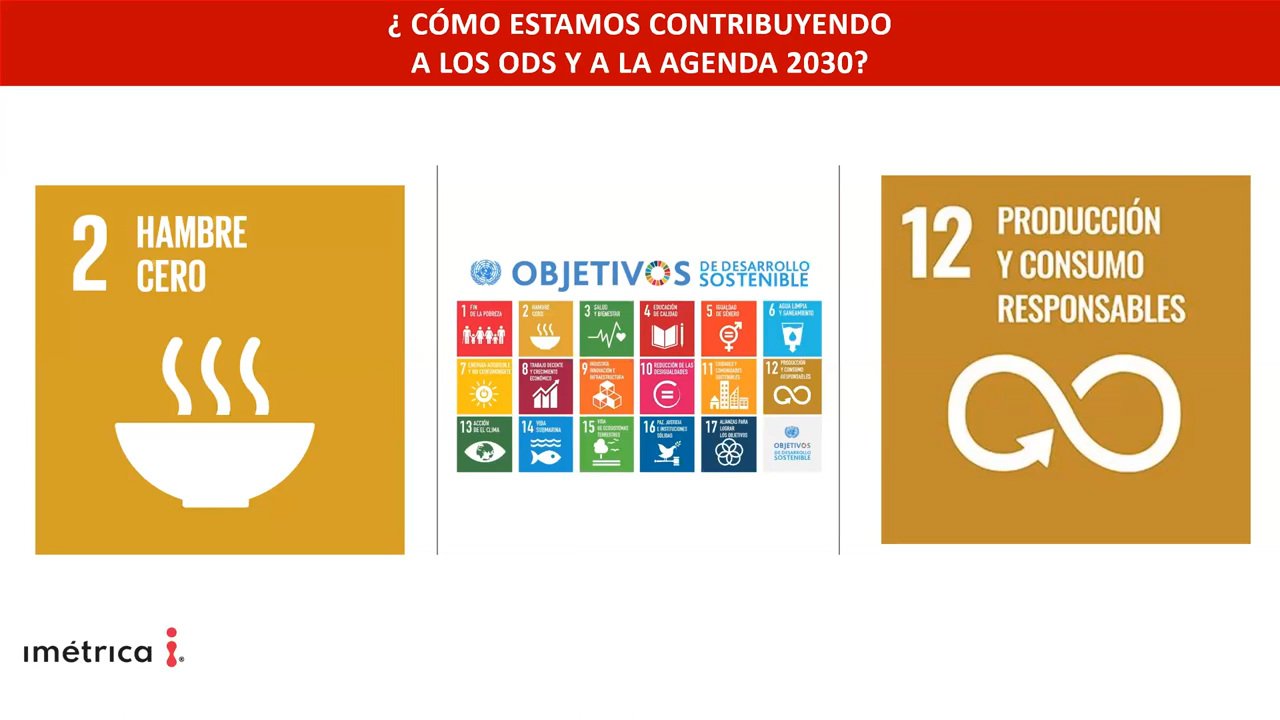 ¿ CÓMO ESTAMOS CONTRIBUYENDO
A LOS ODS Y A LA AGENDA 2030?
2 HAMBRE
CERO
OBJETIVOS DE DESARROLLO
SOSTENIBLE
1 FIN
DE LA POBREZA
2 HAMBRE
CERO
3 SALUD
Y BIENESTAR
4 EDUCACIÓN
DE CALIDAD
5 IGUALDAD
DE GÉNERO
6 AGUA LIMPIA
Y SANEAMIENTO
7 ENERGÍA ASEQUIBLE
Y NO CONTAMINANTE
8 TRABAJO DECENTE
Y CRECIMIENTO
ECONÓMICO
9 INDUSTRIA,
INNOVACIÓN E
INFRAESTRUCTURA
10 REDUCCIÓN DE LAS
DESIGUALDADES
11 CIUDADES Y
COMUNIDADES
SOSTENIBLES
12 PRODUCCIÓN
Y CONSUMO
RESPONSABLES
13 ACCIÓN
POR EL CLIMA
14 VIDA
SUBMARINA
15 VIDA
DE ECOSISTEMAS
TERRESTRES
16 PAZ, JUSTICIA
E INSTITUCIONES
SÓLIDAS
17 ALIANZAS PARA
LOGRAR
LOS OBJETIVOS
OBJETIVOS
DE DESARROLLO
SOSTENIBLE
12 PRODUCCIÓN
Y CONSUMO
RESPONSABLES
ımétrica